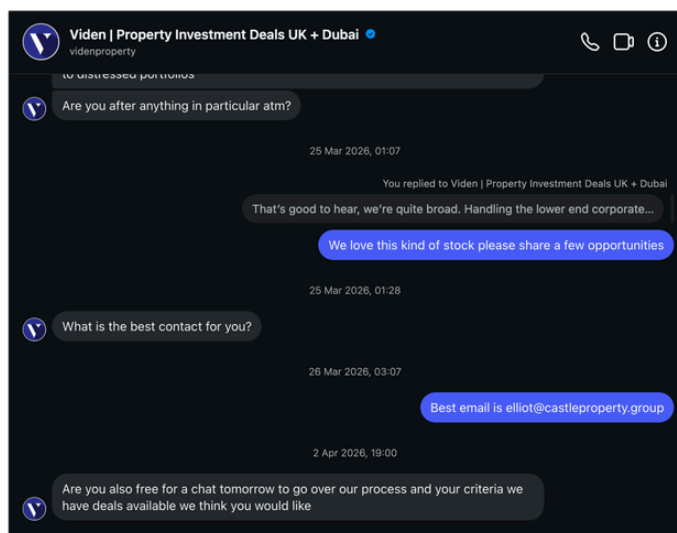 Viden | Property Investment Deals UK + Dubai
videnproperty
to distressed portfolios
Are you after anything in particular atm?
25 Mar 2026, 01:07
You replied to Viden | Property Investment Deals UK + Dubai
That's good to hear, we're quite broad. Handling the lower end corporate...
We love this kind of stock please share a few opportunities
25 Mar 2026, 01:28
What is the best contact for you?
26 Mar 2026, 03:07
Best email is elliot@castleproperty.group
2 Apr 2026, 19:00
Are you also free for a chat tomorrow to go over our process and your criteria we
have deals available we think you would like